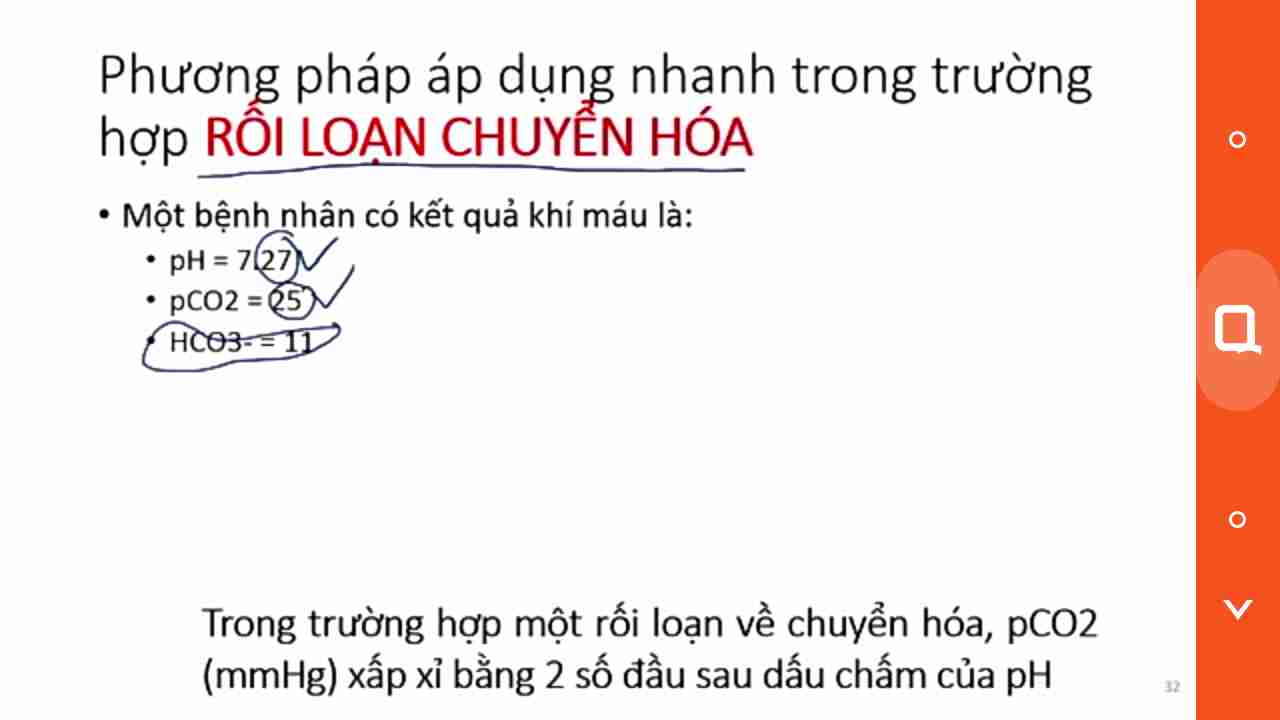 Phương pháp áp dụng nhanh trong trường
hợp RỐI LOẠN CHUYỂN HÓA
• Một bệnh nhân có kết quả khí máu là:
• pH = 7.27
• pCO2 = 25
• HCO3- = 11
Trong trường hợp một rối loạn về chuyển hóa, pCO2
(mmHg) xấp xỉ bằng 2 số đầu sau dấu chấm của pH
32